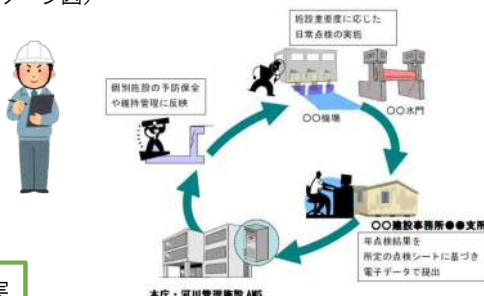 ージ図）
施設重要度に応じた
日常点検の実施
個別施設の予防保全
や維持管理に反映
〇〇機場
〇〇水門
〇〇建設事務所●●支所
年点検結果を
所定の点検シートに基づき
電子データで提出
本庁・河川管理施設 AMS